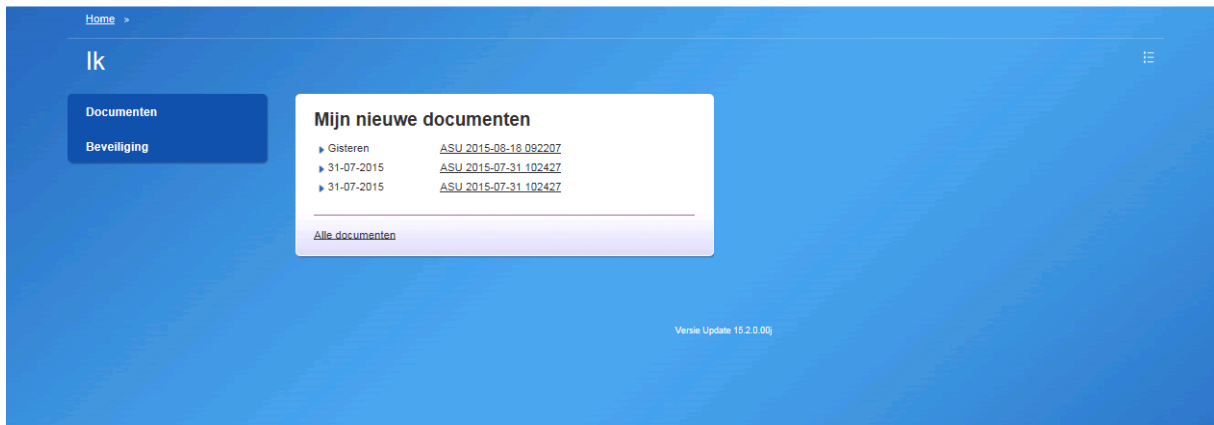 Home >
Ik
Documenten
Beveiliging
Mijn nieuwe documenten
Gisteren ASU 2015-08-18 092207
31-07-2015 ASU 2015-07-31 102427
31-07-2015 ASU 2015-07-31 102427
Alle documenten
Versie Update 15.2.0.00j